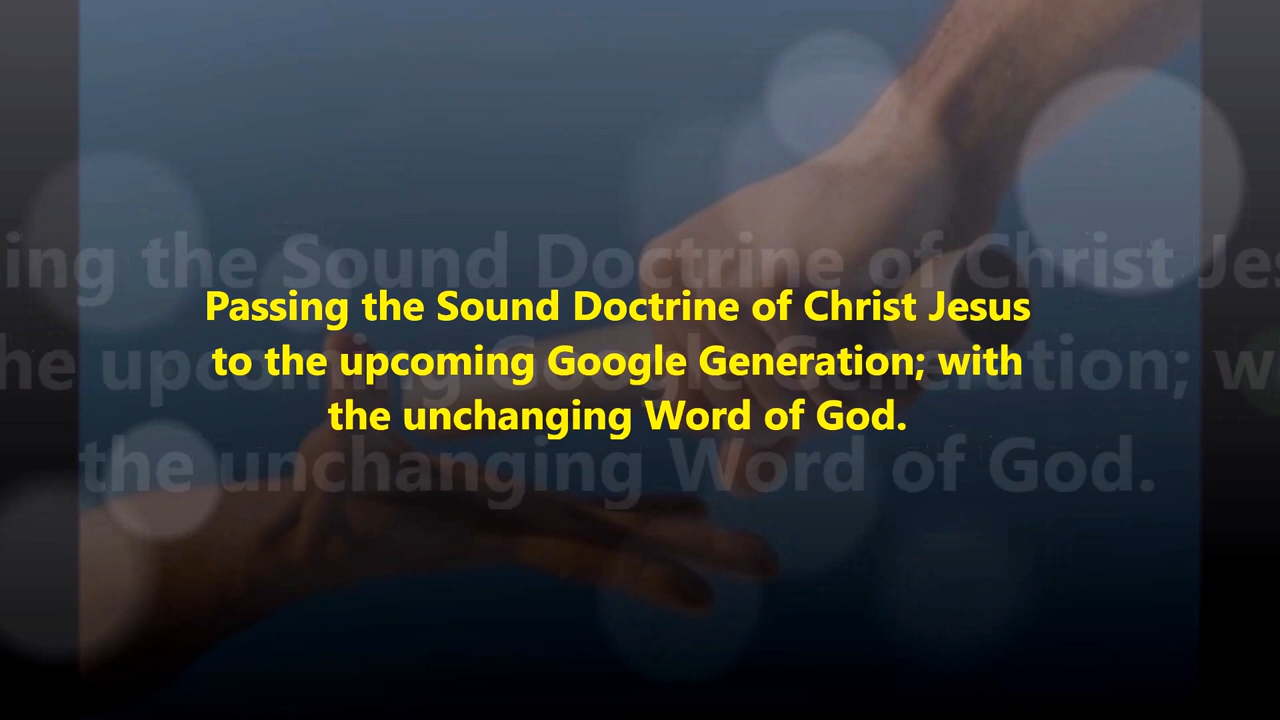 Passing the Sound Doctrine of Christ Jesus
to the upcoming Google Generation; with
the unchanging Word of God.